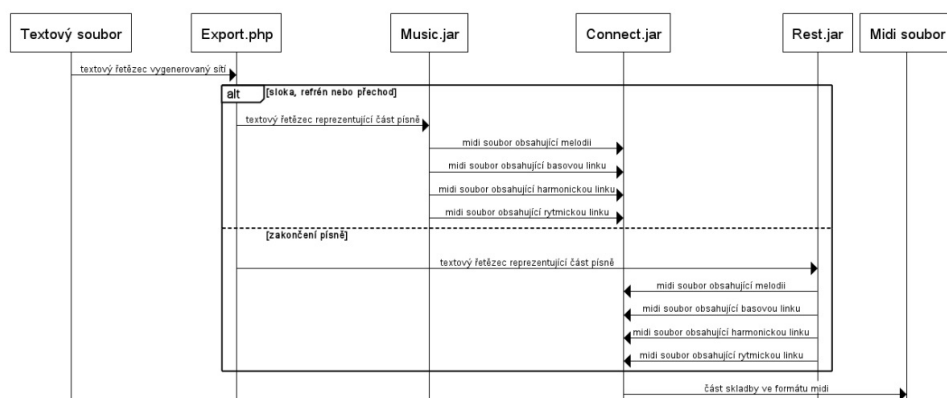 Textový soubor
Export.php
Music.jar
Connect.jar
Rest.jar
Midi soubor
textový řetězec vygenerovaný sítí
alt
[sloka, refrén nebo přechod]
textový řetězec reprezentující část písně
midi soubor obsahující melodii
midi soubor obsahující basovou linku
midi soubor obsahující harmonickou linku
midi soubor obsahující rytmickou linku
[zakončení písně]
textový řetězec reprezentující část písně
midi soubor obsahující melodii
midi soubor obsahující basovou linku
midi soubor obsahující harmonickou linku
midi soubor obsahující rytmickou linku
část skladby ve formátu midi